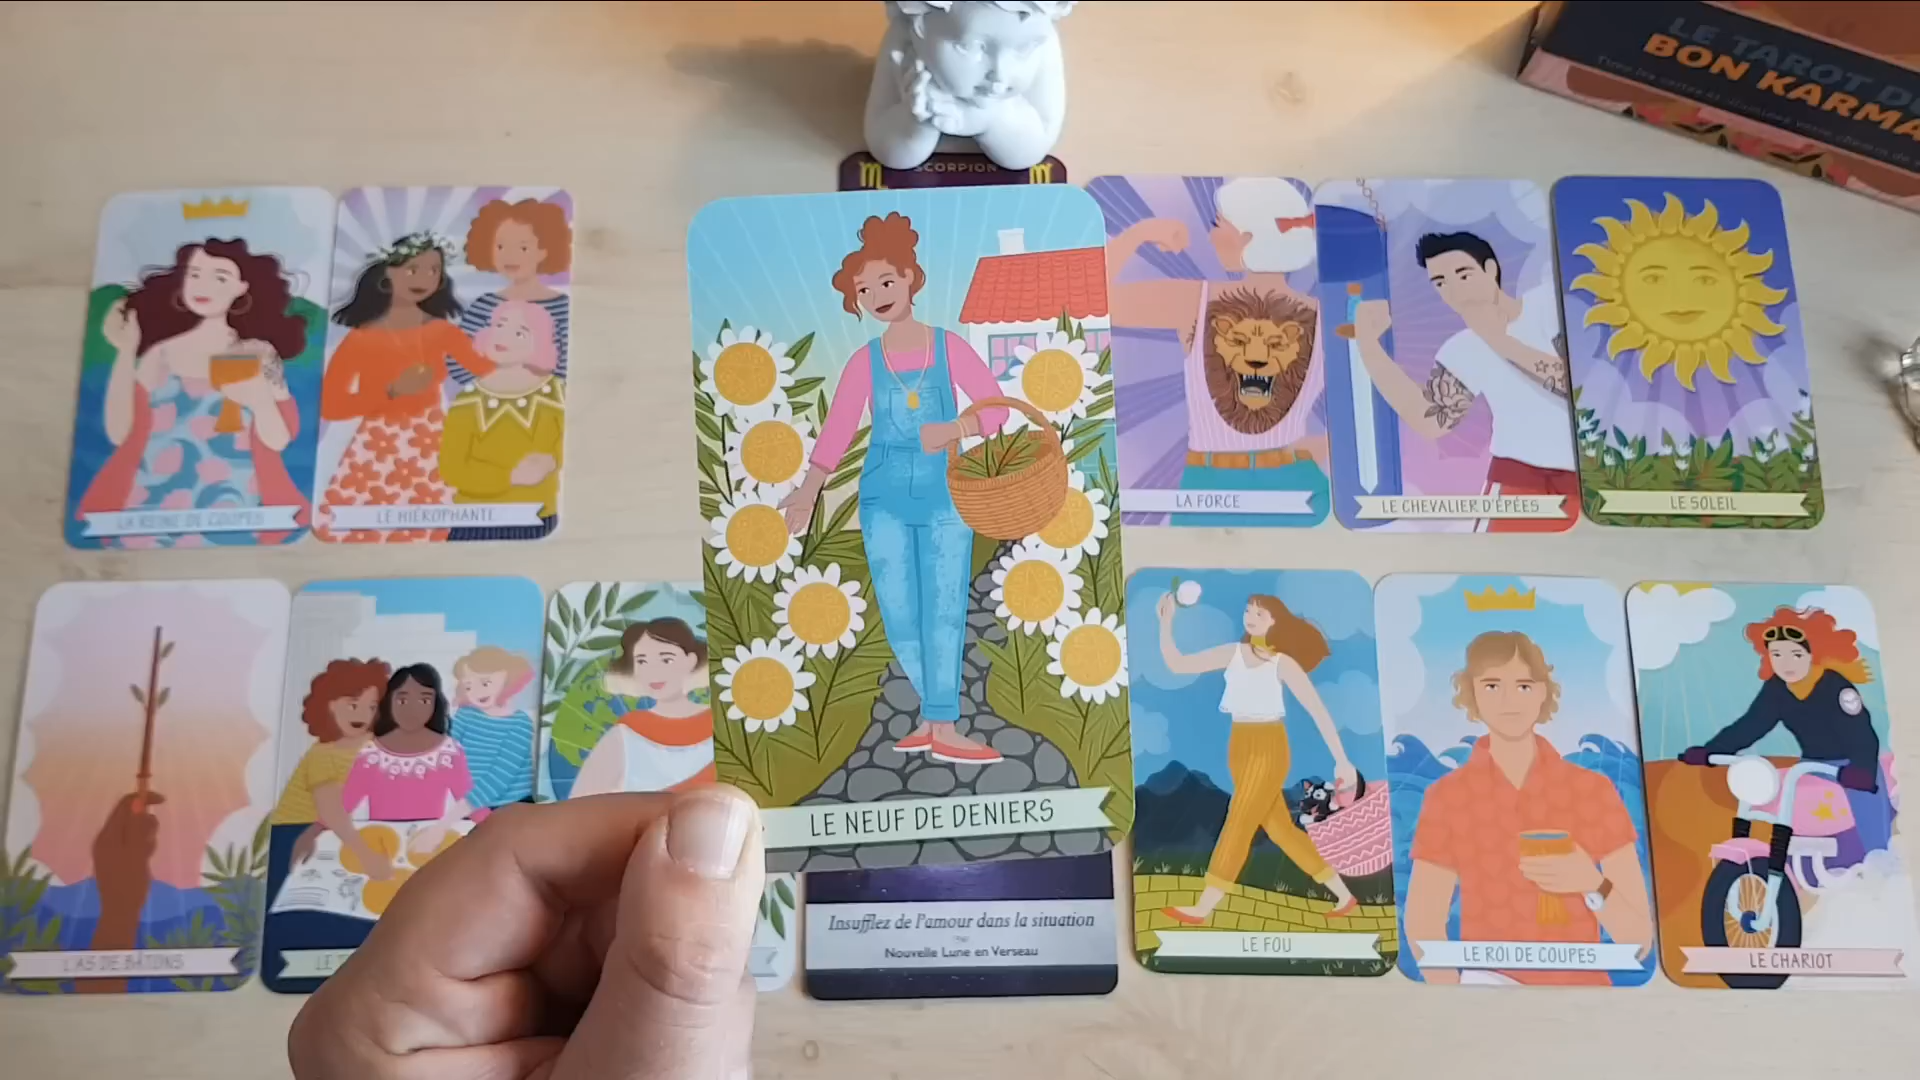 LE TAROT DU
BON KARMA
SCORPION
LA REINE DE COUPES
LE HIÉROPHANTE
LA FORCE
LE CHEVALIER D'ÉPÉES
LE SOLEIL
LE NEUF DE DENIERS
L'AS DE BÂTONS
LE
Insufflez de l'amour dans la situation
Nouvelle Lune en Verseau
LE FOU
LE ROI DE COUPES
LE CHARIOT